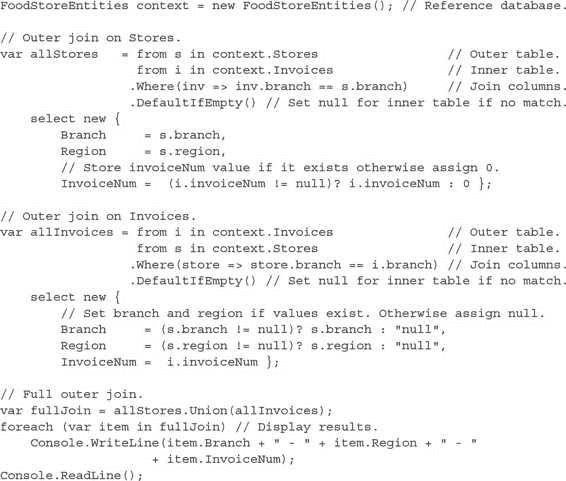 FoodStoreEntities context = new FoodStoreEntities(); // Reference database.
// Outer join on Stores.
var allStores   = from s in context.Stores             // Outer table.
                  from i in context.Invoices           // Inner table.
                  .Where(inv => inv.branch == s.branch)    // Join columns.
                  .DefaultIfEmpty() // Set null for inner table if no match.
    select new {
        Branch     = s.branch,
        Region     = s.region,
        // Store invoiceNum value if it exists otherwise assign 0.
        InvoiceNum =  (i.invoiceNum != null)? i.invoiceNum : 0 };
// Outer join on Invoices.
var allInvoices = from i in context.Invoices           // Outer table.
                  from s in context.Stores             // Inner table.
                  .Where(store => store.branch == i.branch) // Join columns.
                  .DefaultIfEmpty() // Set null for inner table if no match.
    select new {
        // Set branch and region if values exist. Otherwise assign null.
        Branch     = (s.branch != null)? s.branch : "null",
        Region     = (s.region != null)? s.region : "null",
        InvoiceNum =  i.invoiceNum };
// Full outer join.
var fullJoin = allStores.Union(allInvoices);
foreach (var item in fullJoin) // Display results.
    Console.WriteLine(item.Branch + " - " + item.Region + " - "
                    + item.InvoiceNum);
Console.ReadLine();